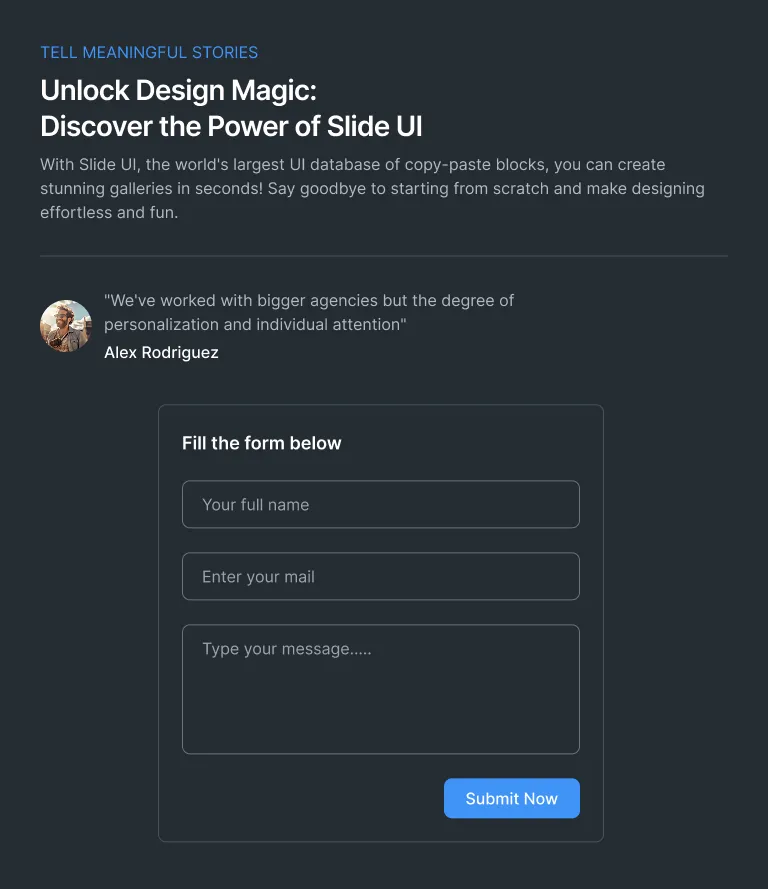 TELL MEANINGFUL STORIES
Unlock Design Magic:
Discover the Power of Slide UI
With Slide UI, the world's largest UI database of copy-paste blocks, you can create
stunning galleries in seconds! Say goodbye to starting from scratch and make designing
effortless and fun.
"We've worked with bigger agencies but the degree of
personalization and individual attention"
Alex Rodriguez
Fill the form below
Your full name
Enter your mail
Type your message.....
Submit Now